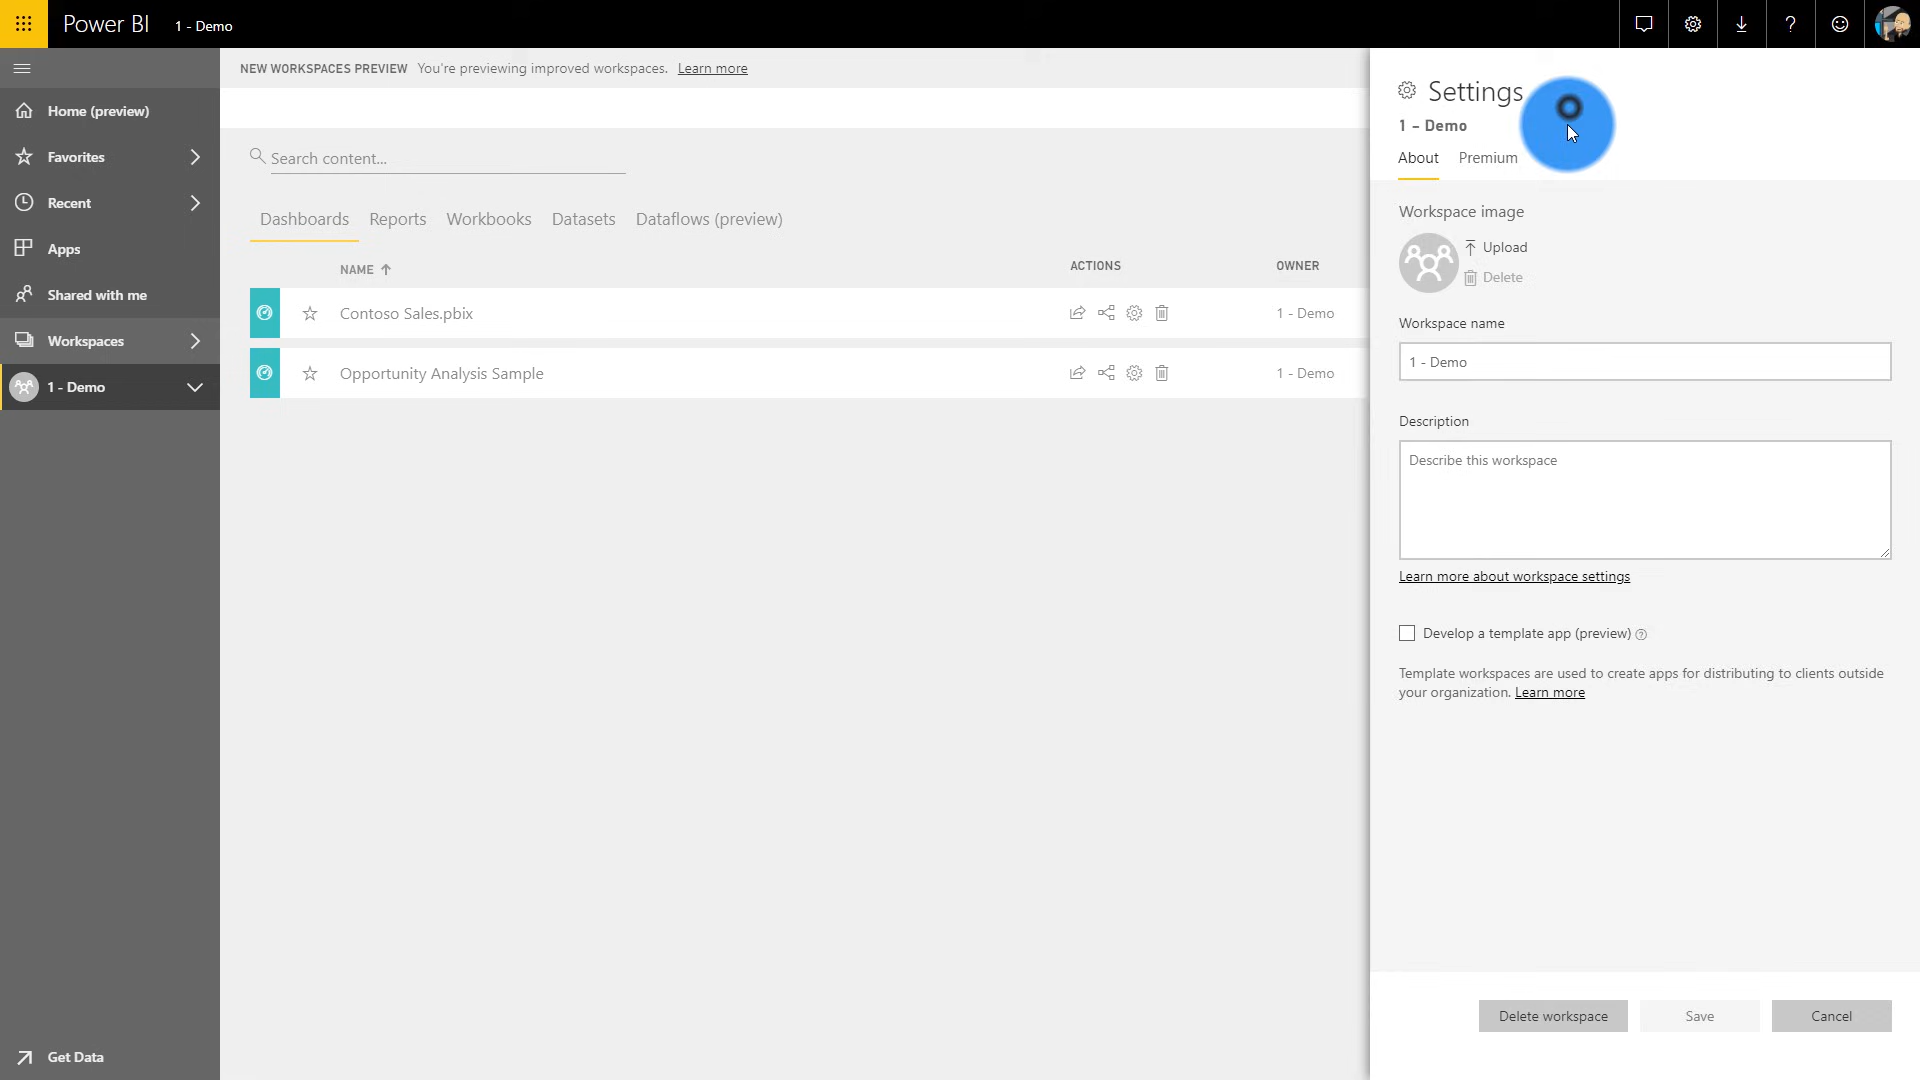 Power BI
1 - Demo
NEW WORKSPACES PREVIEW You're previewing improved workspaces. Learn more
Home (preview)
Favorites
Recent
Apps
Shared with me
Workspaces
1 - Demo
Get Data
Search content...
Dashboards Reports Workbooks Datasets Dataflows (preview)
NAME ACTIONS OWNER
Contoso Sales.pbix 1 - Demo
Opportunity Analysis Sample 1 - Demo
Settings
1 - Demo
About Premium
Workspace image
Upload
Delete
Workspace name
1 - Demo
Description
Describe this workspace
Learn more about workspace settings
Develop a template app (preview)
Template workspaces are used to create apps for distributing to clients outside
your organization. Learn more
Delete workspace Save Cancel